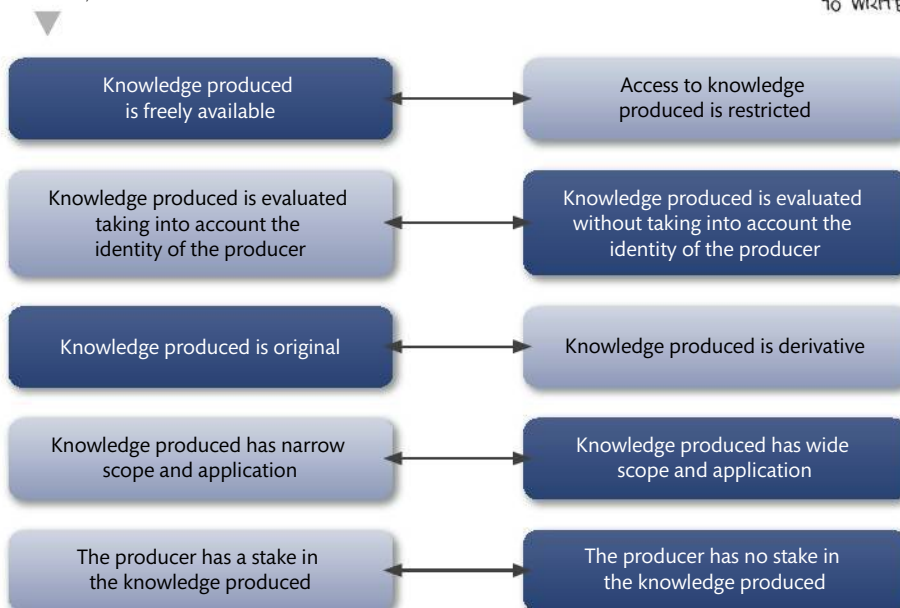 TO WRITE
Knowledge produced
is freely available
Access to knowledge
produced is restricted
Knowledge produced is evaluated
taking into account the
identity of the producer
Knowledge produced is evaluated
without taking into account the
identity of the producer
Knowledge produced is original
Knowledge produced is derivative
Knowledge produced has narrow
scope and application
Knowledge produced has wide
scope and application
The producer has a stake in
the knowledge produced
The producer has no stake in
the knowledge produced